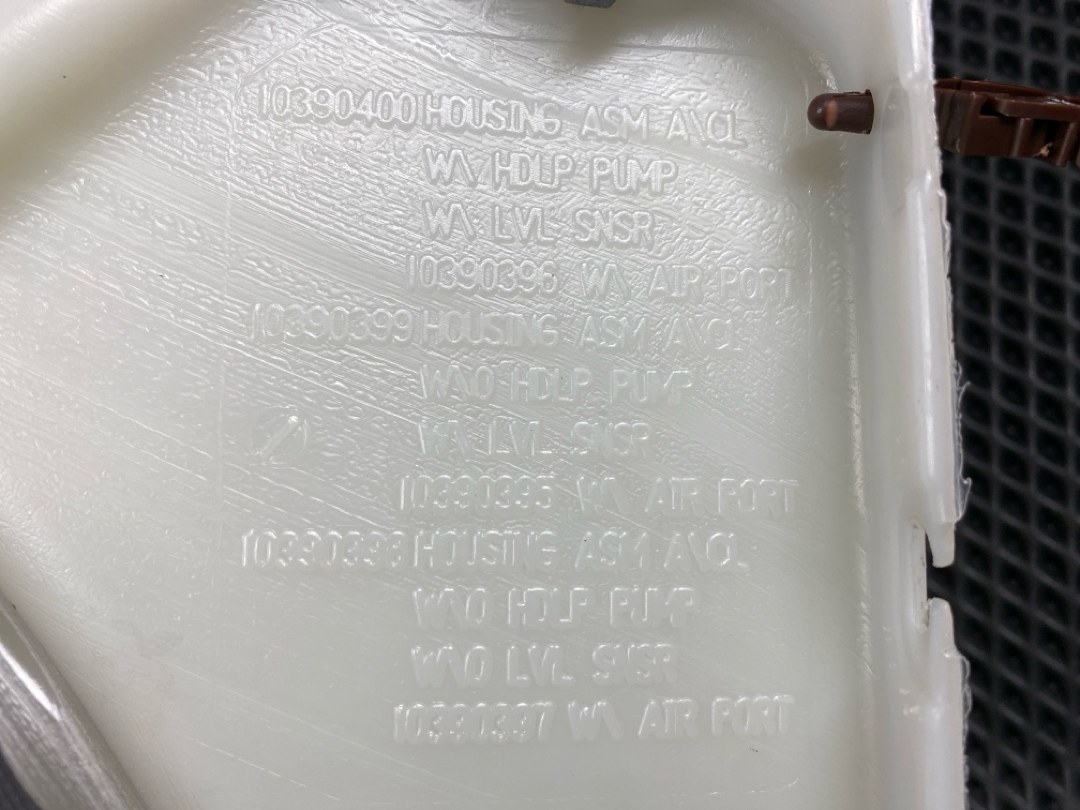 10390400 HOUSING ASM A\CL
W\ HDLP PUMP
W\ LVL SNSR
10390396 W\ AIR PORT
10390399 HOUSING ASM A\CL
W\O HDLP PUMP
W\ LVL SNSR
10390395 W\ AIR PORT
10390398 HOUSING ASM A\CL
W\O HDLP PUMP
W\O LVL SNSR
10390397 W\ AIR PORT